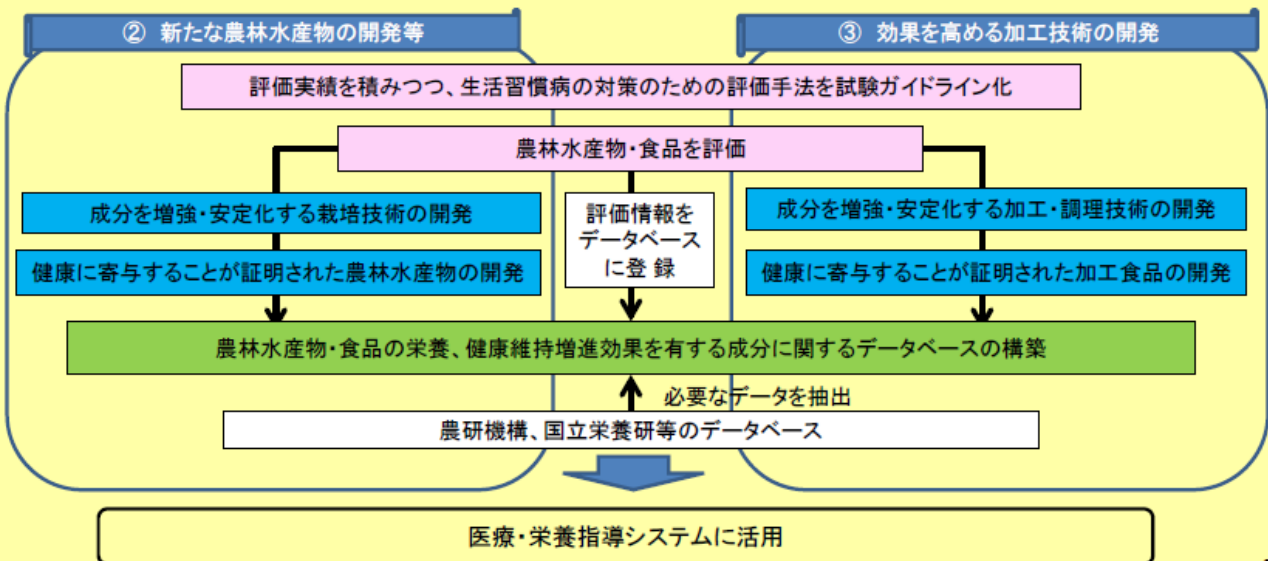 ② 新たな農林水産物の開発等
③ 効果を高める加工技術の開発
評価実績を積みつつ、生活習慣病の対策のための評価手法を試験ガイドライン化
農林水産物・食品を評価
成分を増強・安定化する栽培技術の開発
健康に寄与することが証明された農林水産物の開発
評価情報を
データベース
に登 録
成分を増強・安定化する加工・調理技術の開発
健康に寄与することが証明された加工食品の開発
農林水産物・食品の栄養、健康維持増進効果を有する成分に関するデータベースの構築
必要なデータを抽出
農研機構、国立栄養研等のデータベース
医療・栄養指導システムに活用